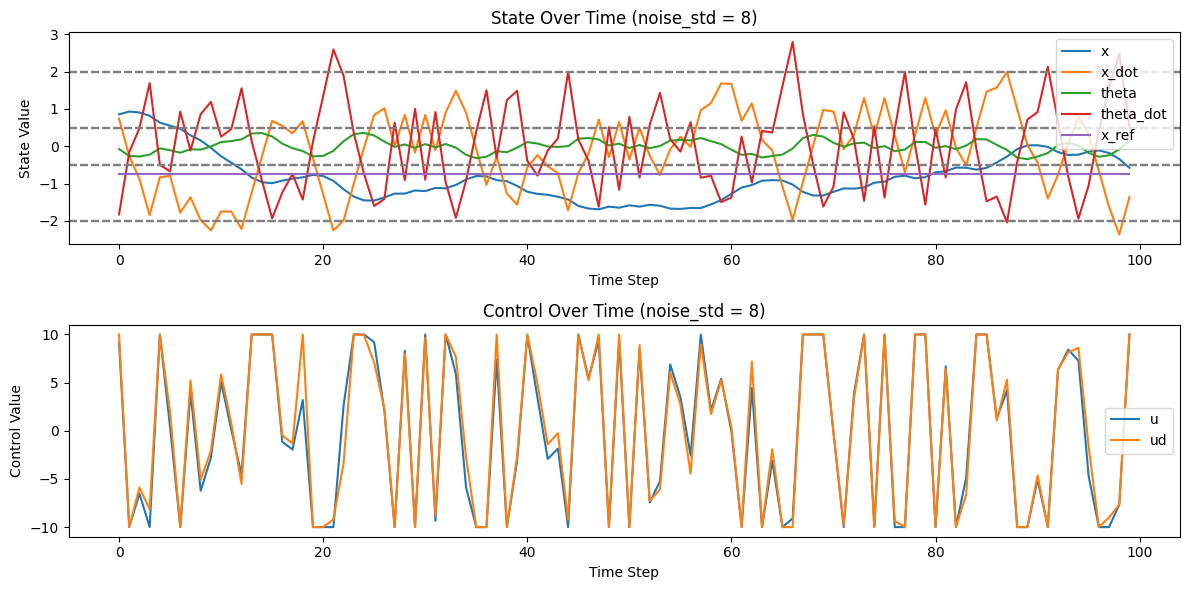 State Over Time (noise_std = 8)
State Value
3
2
1
0
−1
−2
0
20
40
60
80
100
Time Step
x
x_dot
theta
theta_dot
x_ref
Control Over Time (noise_std = 8)
Control Value
10
5
0
−5
−10
0
20
40
60
80
100
Time Step
u
ud